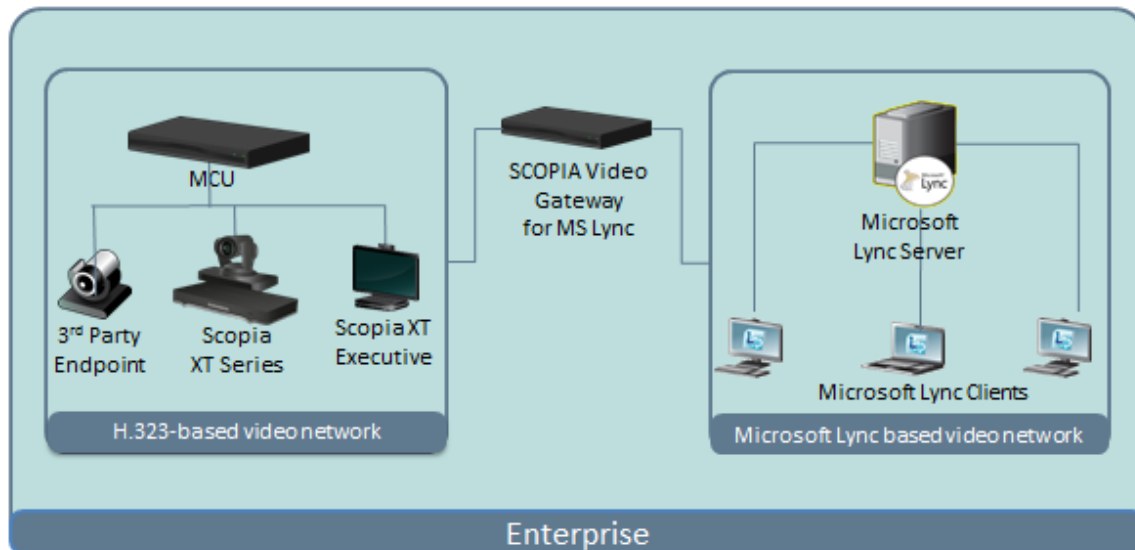 MCU
3rd Party
Endpoint
Scopia
XT Series
Scopia XT
Executive
H.323-based video network
SCOPIA Video
Gateway
for MS Lync
Microsoft
Lync
Microsoft
Lync Server
Microsoft Lync Clients
Microsoft Lync based video network
Enterprise